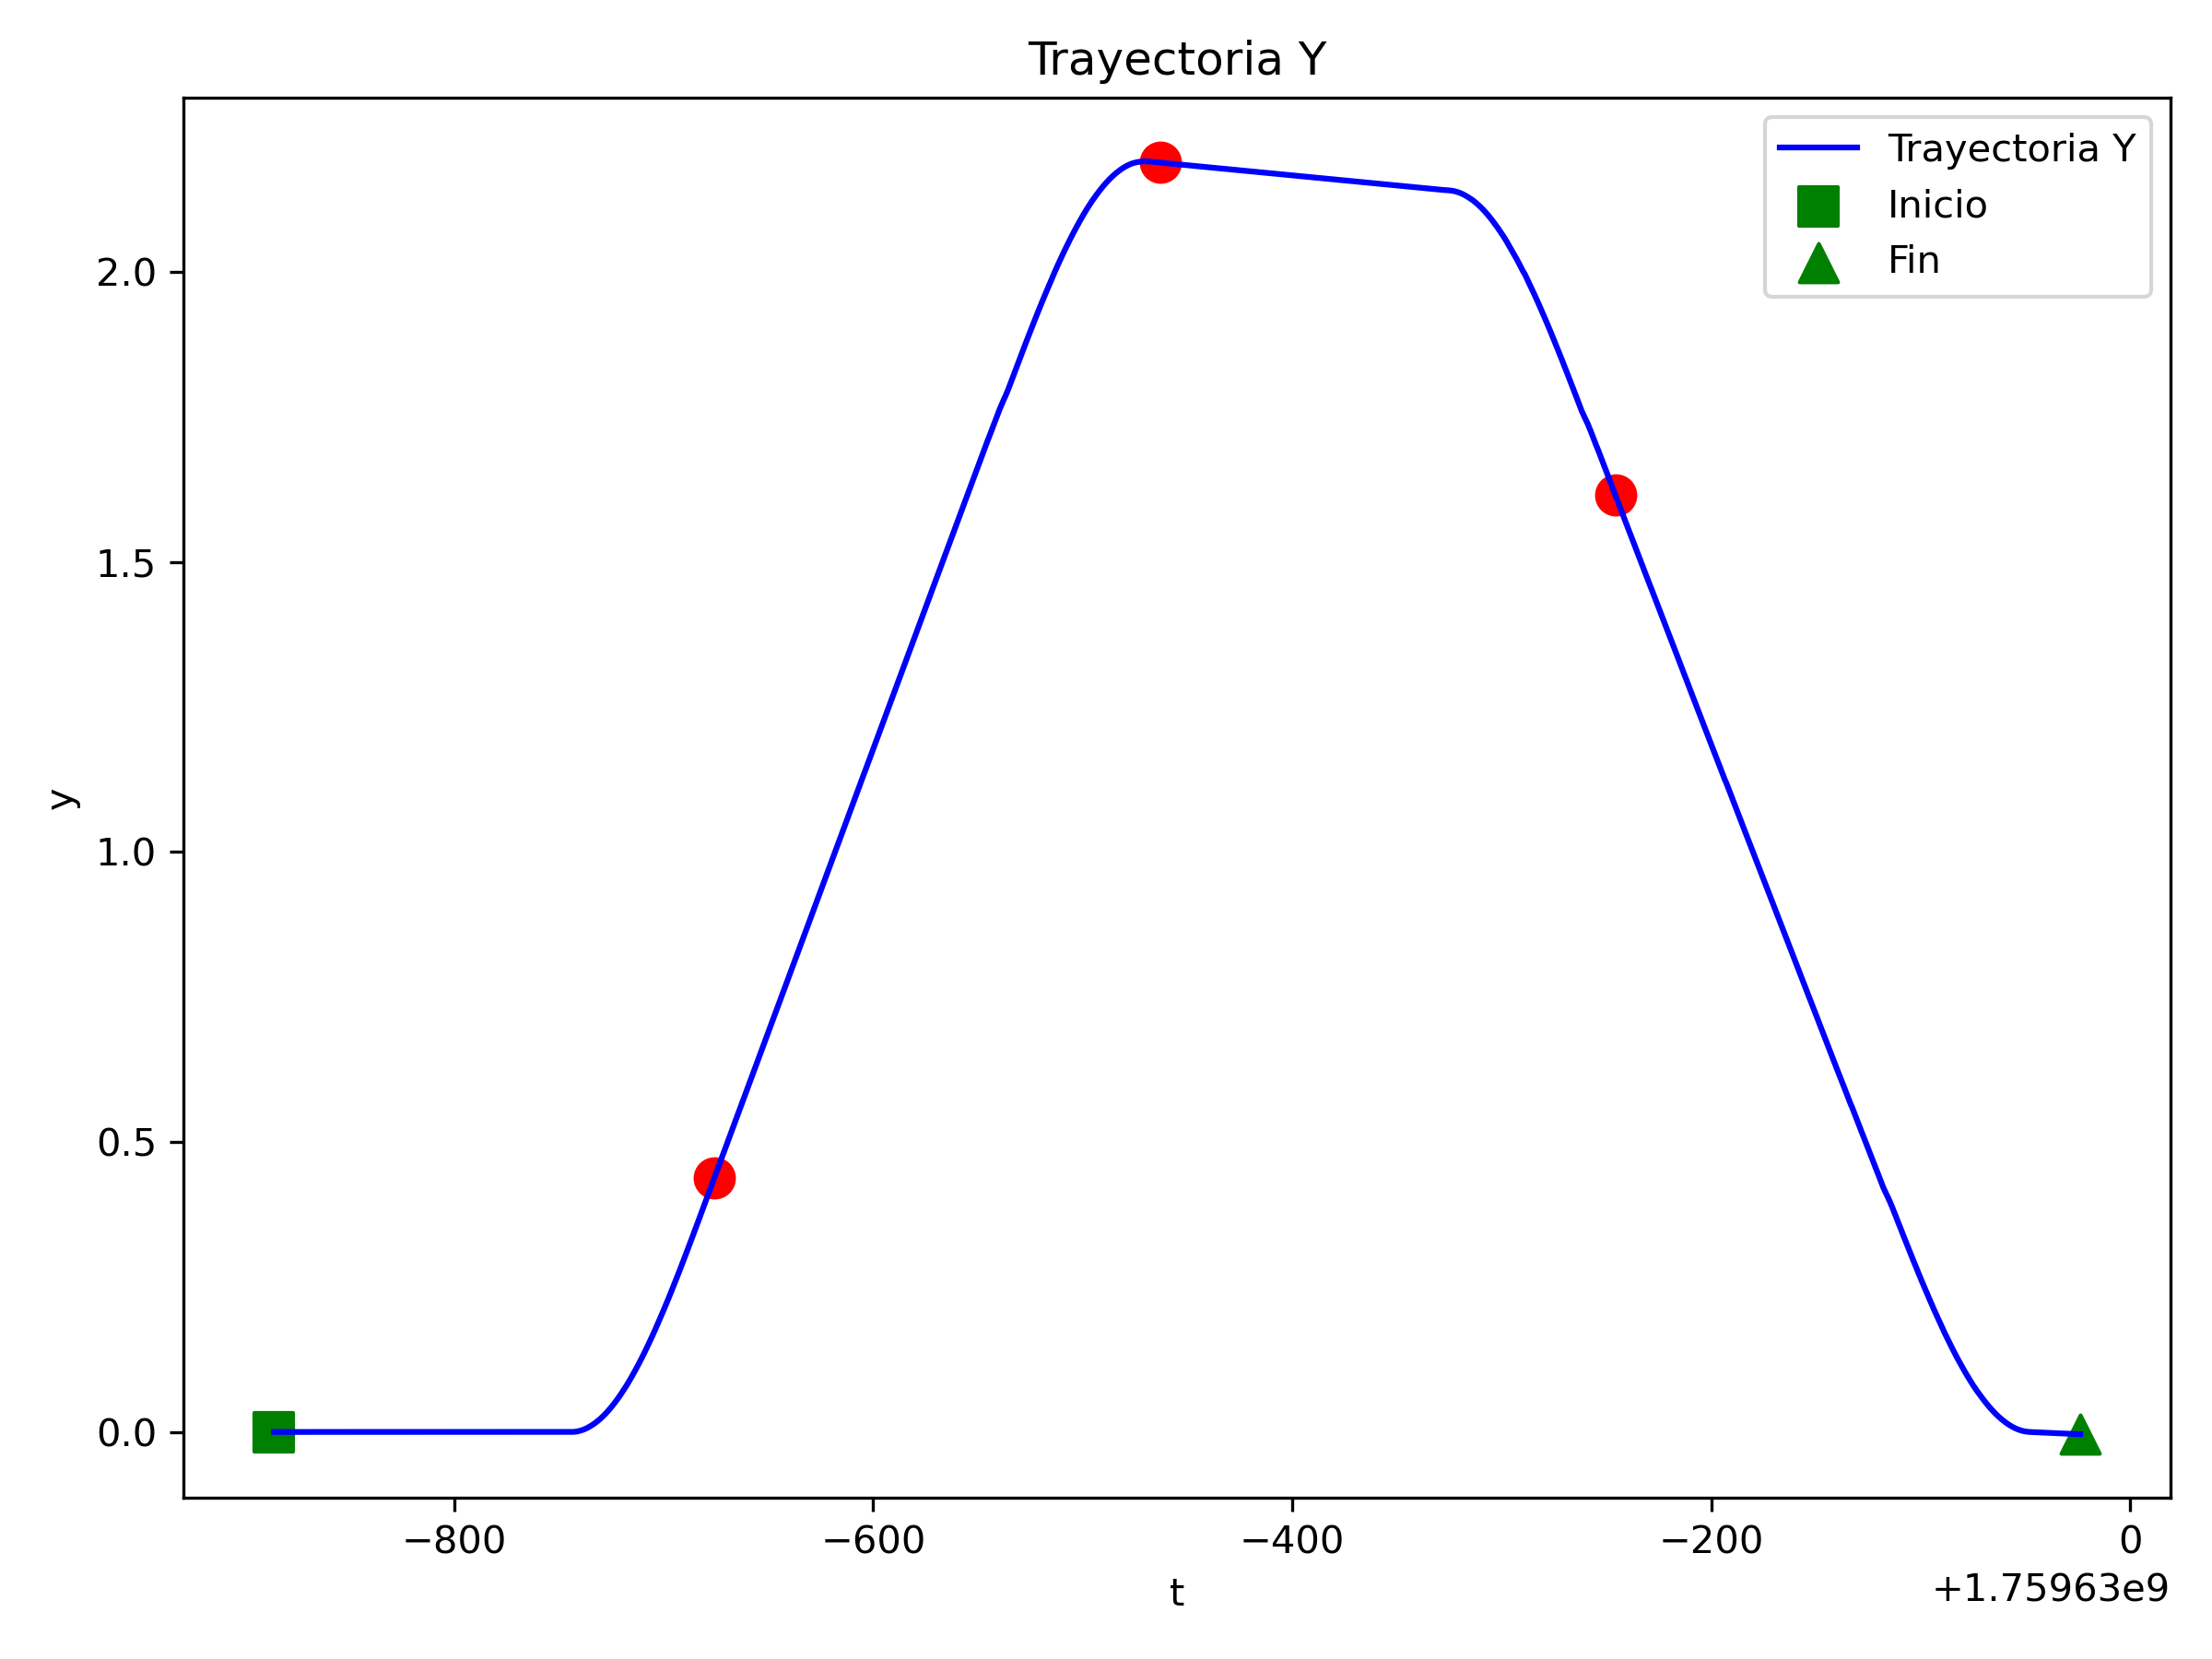 Trayectoria Y
Trayectoria Y
Inicio
Fin
2.0
1.5
1.0
0.5
0.0
y
−800
−600
−400
−200
0
t
+1.75963e9